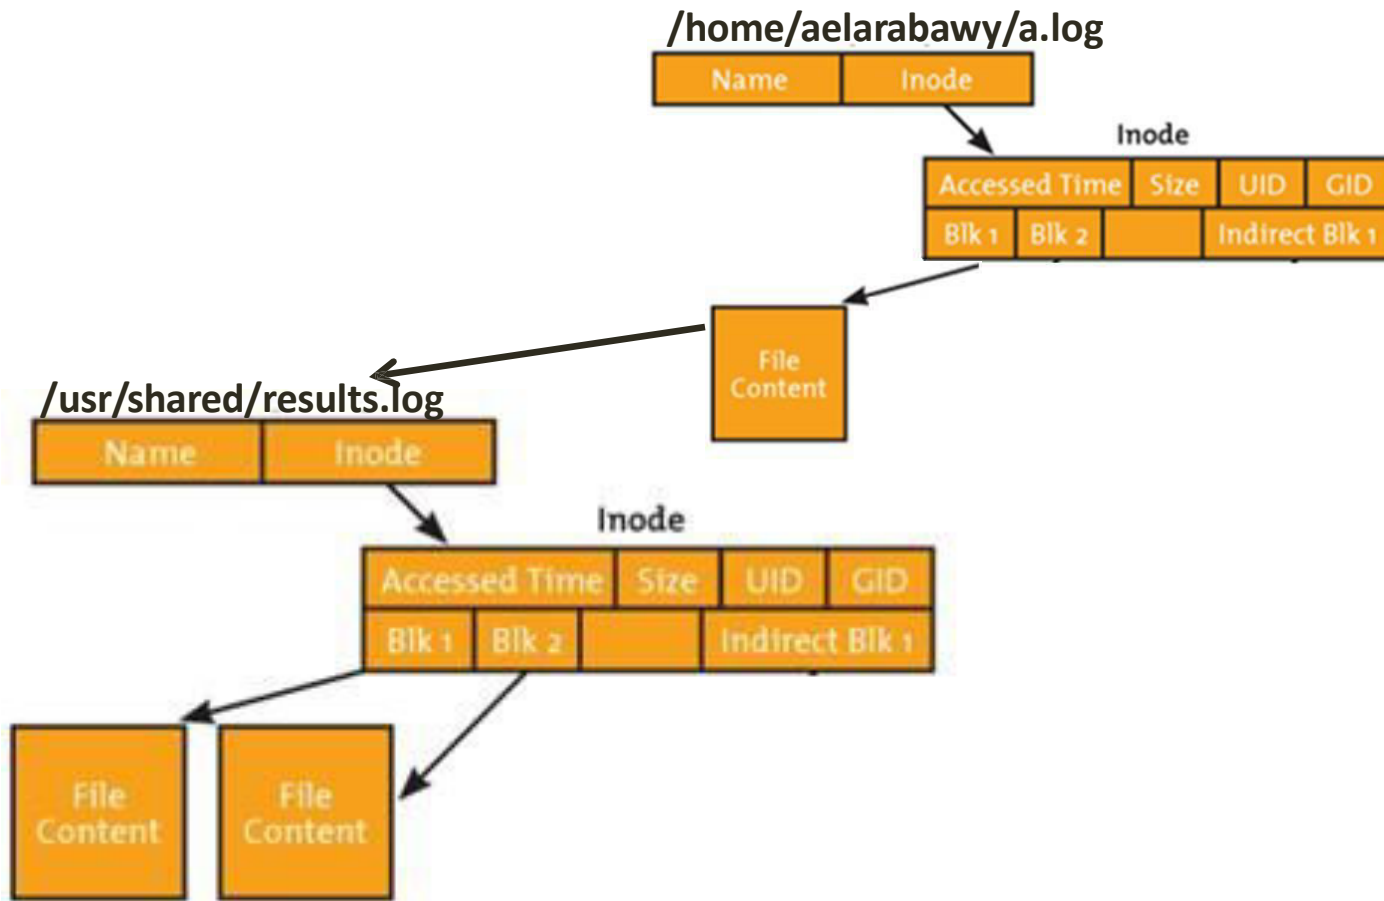 /home/aelarabawy/a.log
Name Inode
Inode
Accessed Time Size UID GID
Blk 1 Blk 2 Indirect Blk 1
File
Content
/usr/shared/results.log
Name Inode
Inode
Accessed Time Size UID GID
Blk 1 Blk 2 Indirect Blk 1
File
Content
File
Content